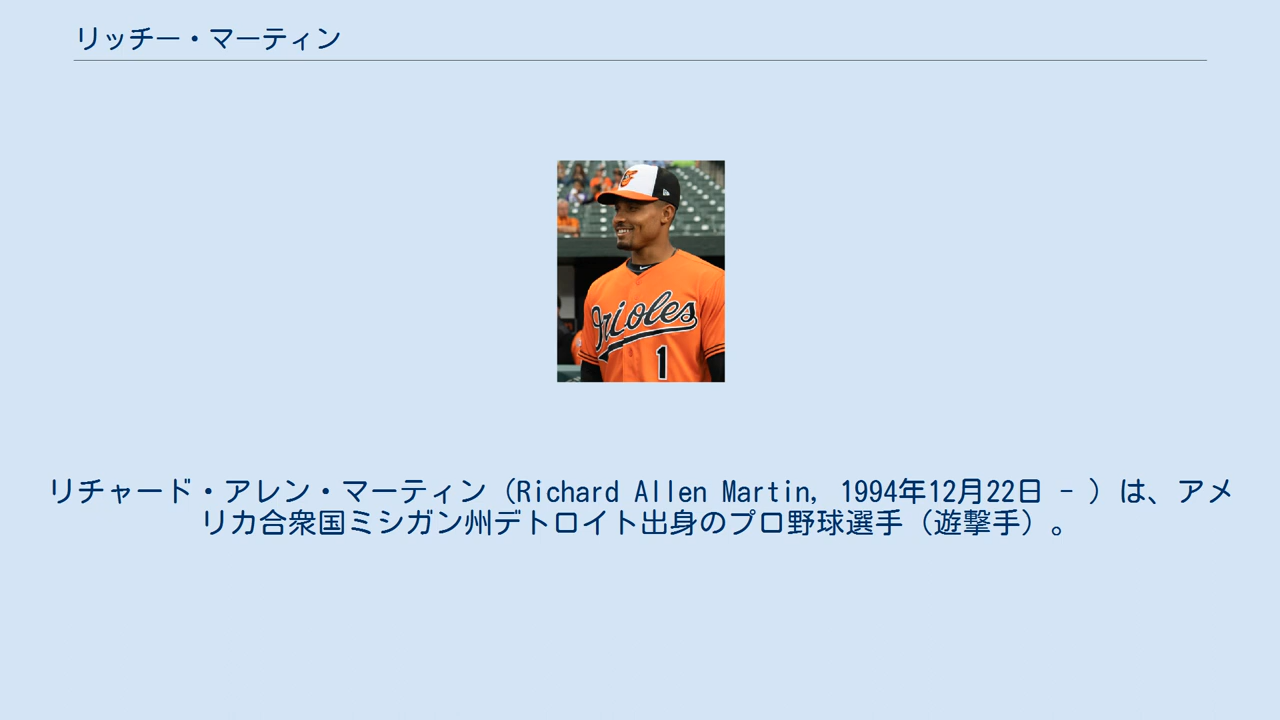 リッチー・マーティン
Orioles
1
リチャード・アレン・マーティン（Richard Allen Martin, 1994年12月22日 - ）は、アメ
リカ合衆国ミシガン州デトロイト出身のプロ野球選手（遊撃手）。